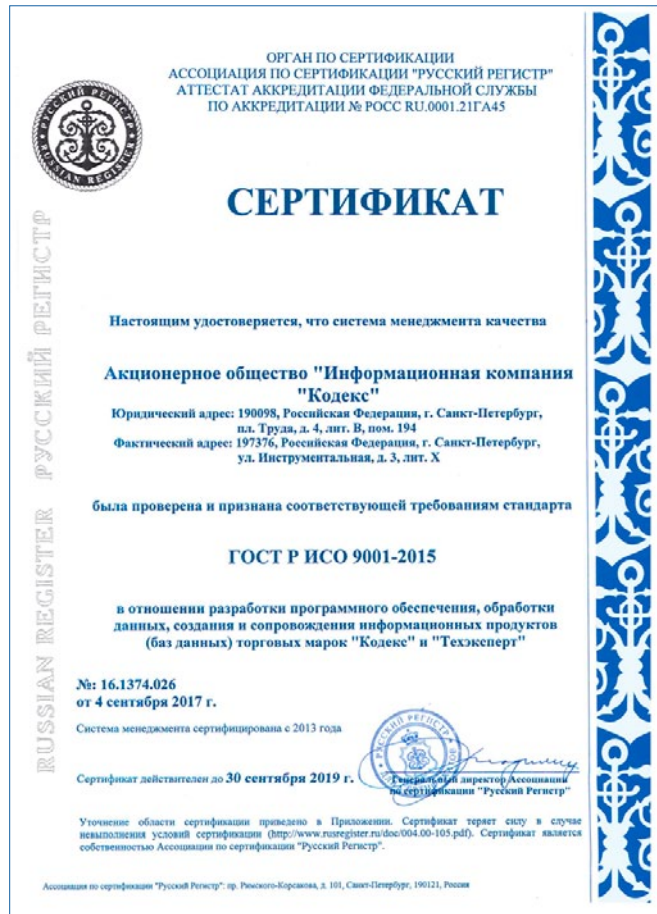 ОРГАН ПО СЕРТИФИКАЦИИ
АССОЦИАЦИЯ ПО СЕРТИФИКАЦИИ "РУССКИЙ РЕГИСТР"
АТТЕСТАТ АККРЕДИТАЦИИ ФЕДЕРАЛЬНОЙ СЛУЖБЫ
ПО АККРЕДИТАЦИИ № РОСС RU.0001.21ГА45
РУССКИЙ РЕГИСТР
RUSSIAN REGISTER
СЕРТИФИКАТ
RUSSIAN REGISTER РУССКИЙ РЕГИСТР
Настоящим удостоверяется, что система менеджмента качества
Акционерное общество "Информационная компания
"Кодекс"
Юридический адрес: 190098, Российская Федерация, г. Санкт-Петербург,
пл. Труда, д. 4, лит. В, пом. 194
Фактический адрес: 197376, Российская Федерация, г. Санкт-Петербург,
ул. Инструментальная, д. 3, лит. Х
была проверена и признана соответствующей требованиям стандарта
ГОСТ Р ИСО 9001-2015
в отношении разработки программного обеспечения, обработки
данных, создания и сопровождения информационных продуктов
(баз данных) торговых марок "Кодекс" и "Техэксперт"
№: 16.1374.026
от 4 сентября 2017 г.
Система менеджмента сертифицирована с 2013 года
РУССКИЙ РЕГИСТР
Сертификат действителен до 30 сентября 2019 г.
Генеральный директор Ассоциации
по сертификации "Русский Регистр"
Уточнение области сертификации приведено в Приложении. Сертификат теряет силу в случае
невыполнения условий сертификации (http://www.rusregister.ru/doc/004.00-105.pdf). Сертификат является
собственностью Ассоциации по сертификации "Русский Регистр".
Ассоциация по сертификации "Русский Регистр": пр. Римского-Корсакова, д. 101, Санкт-Петербург, 190121, Россия